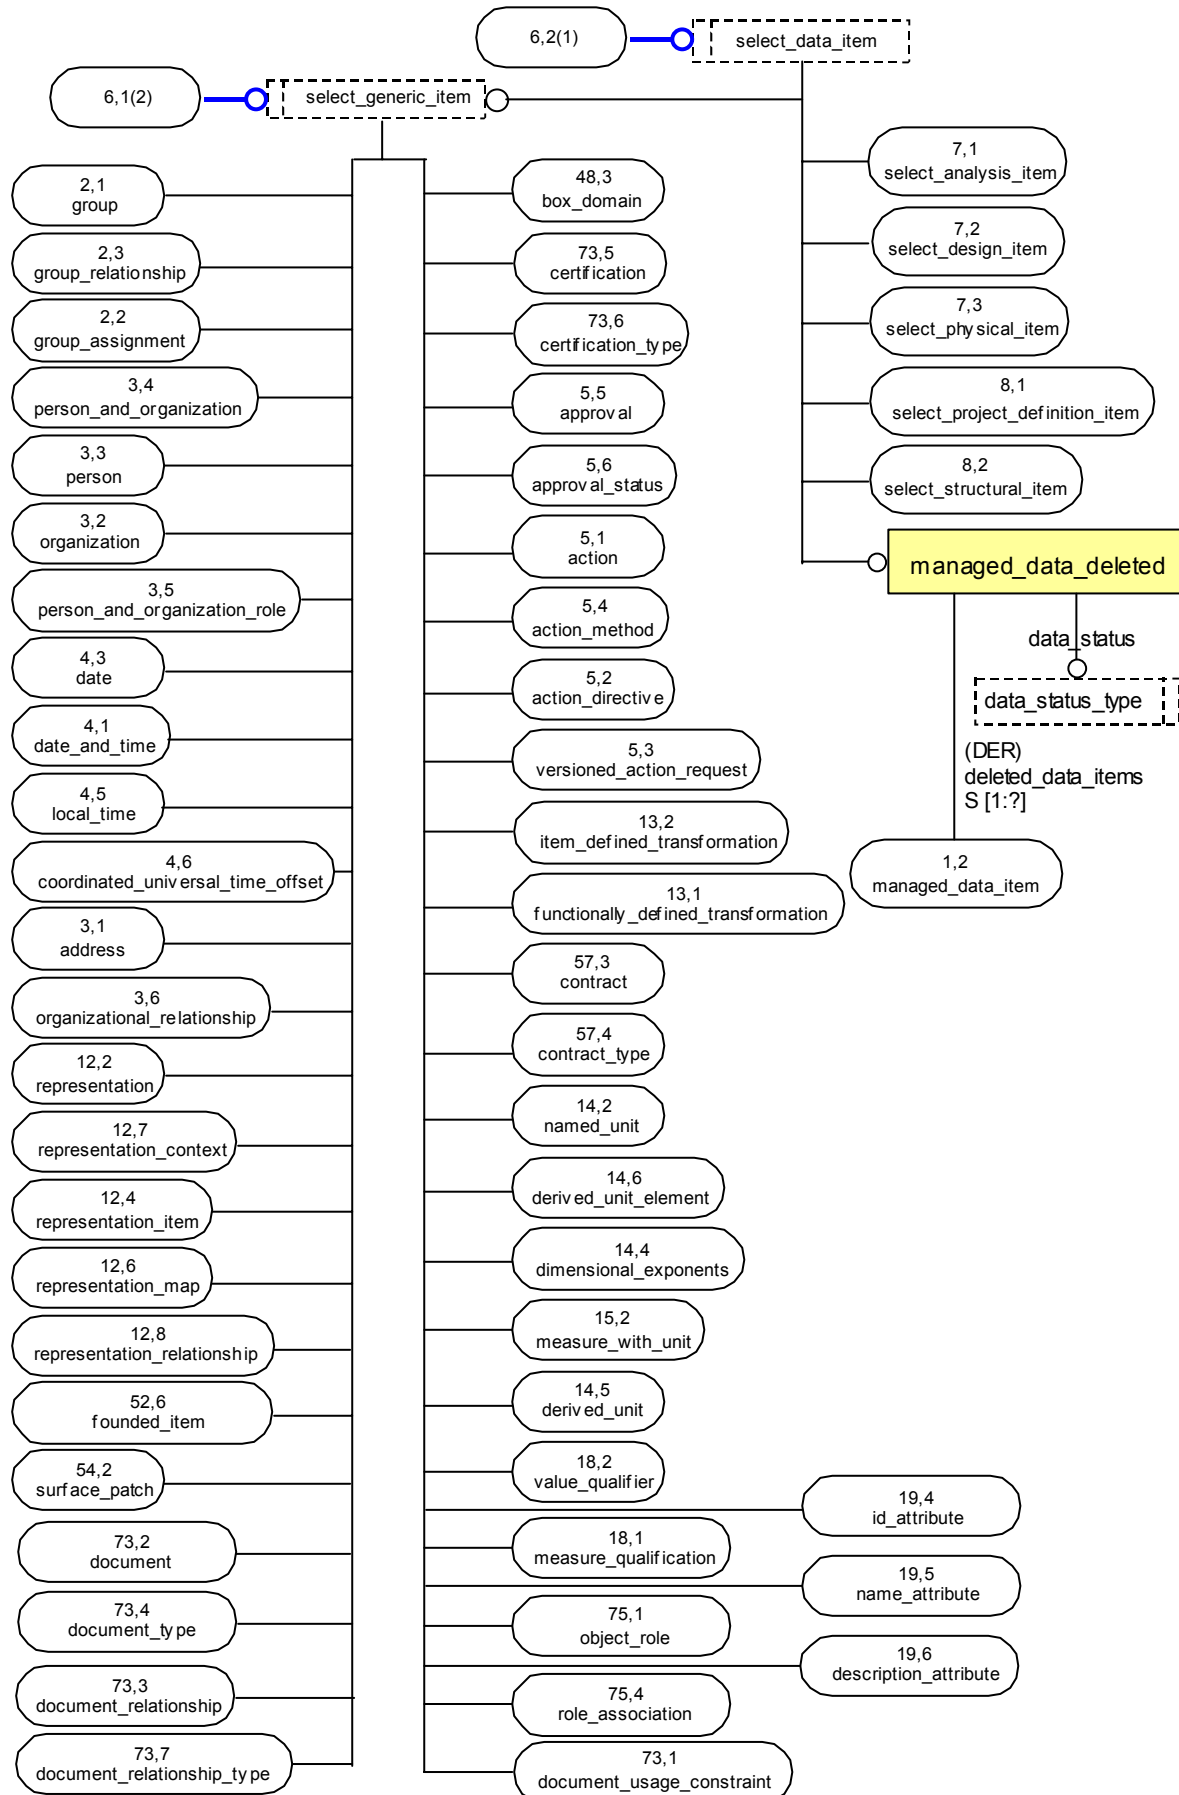 6,2(1)
select_data_item
6,1(2)
select_generic_item
2,1
group
2,3
group_relationship
2,2
group_assignment
3,4
person_and_organization
3,3
person
3,2
organization
3,5
person_and_organization_role
4,3
date
4,1
date_and_time
4,5
local_time
4,6
coordinated_universal_time_offset
3,1
address
3,6
organizational_relationship
12,2
representation
12,7
representation_context
12,4
representation_item
12,6
representation_map
12,8
representation_relationship
52,6
founded_item
54,2
surface_patch
73,2
document
73,4
document_type
73,3
document_relationship
73,7
document_relationship_type
48,3
box_domain
73,5
certification
73,6
certification_type
5,5
approval
5,6
approval_status
5,1
action
5,4
action_method
5,2
action_directive
5,3
versioned_action_request
13,2
item_defined_transformation
13,1
functionally_defined_transformation
57,3
contract
57,4
contract_type
14,2
named_unit
14,6
derived_unit_element
14,4
dimensional_exponents
15,2
measure_with_unit
14,5
derived_unit
18,2
value_qualifier
18,1
measure_qualification
75,1
object_role
75,4
role_association
73,1
document_usage_constraint
7,1
select_analysis_item
7,2
select_design_item
7,3
select_physical_item
8,1
select_project_definition_item
8,2
select_structural_item
managed_data_deleted
data_status
data_status_type
(DER)
deleted_data_items
S [1:?]
1,2
managed_data_item
19,4
id_attribute
19,5
name_attribute
19,6
description_attribute